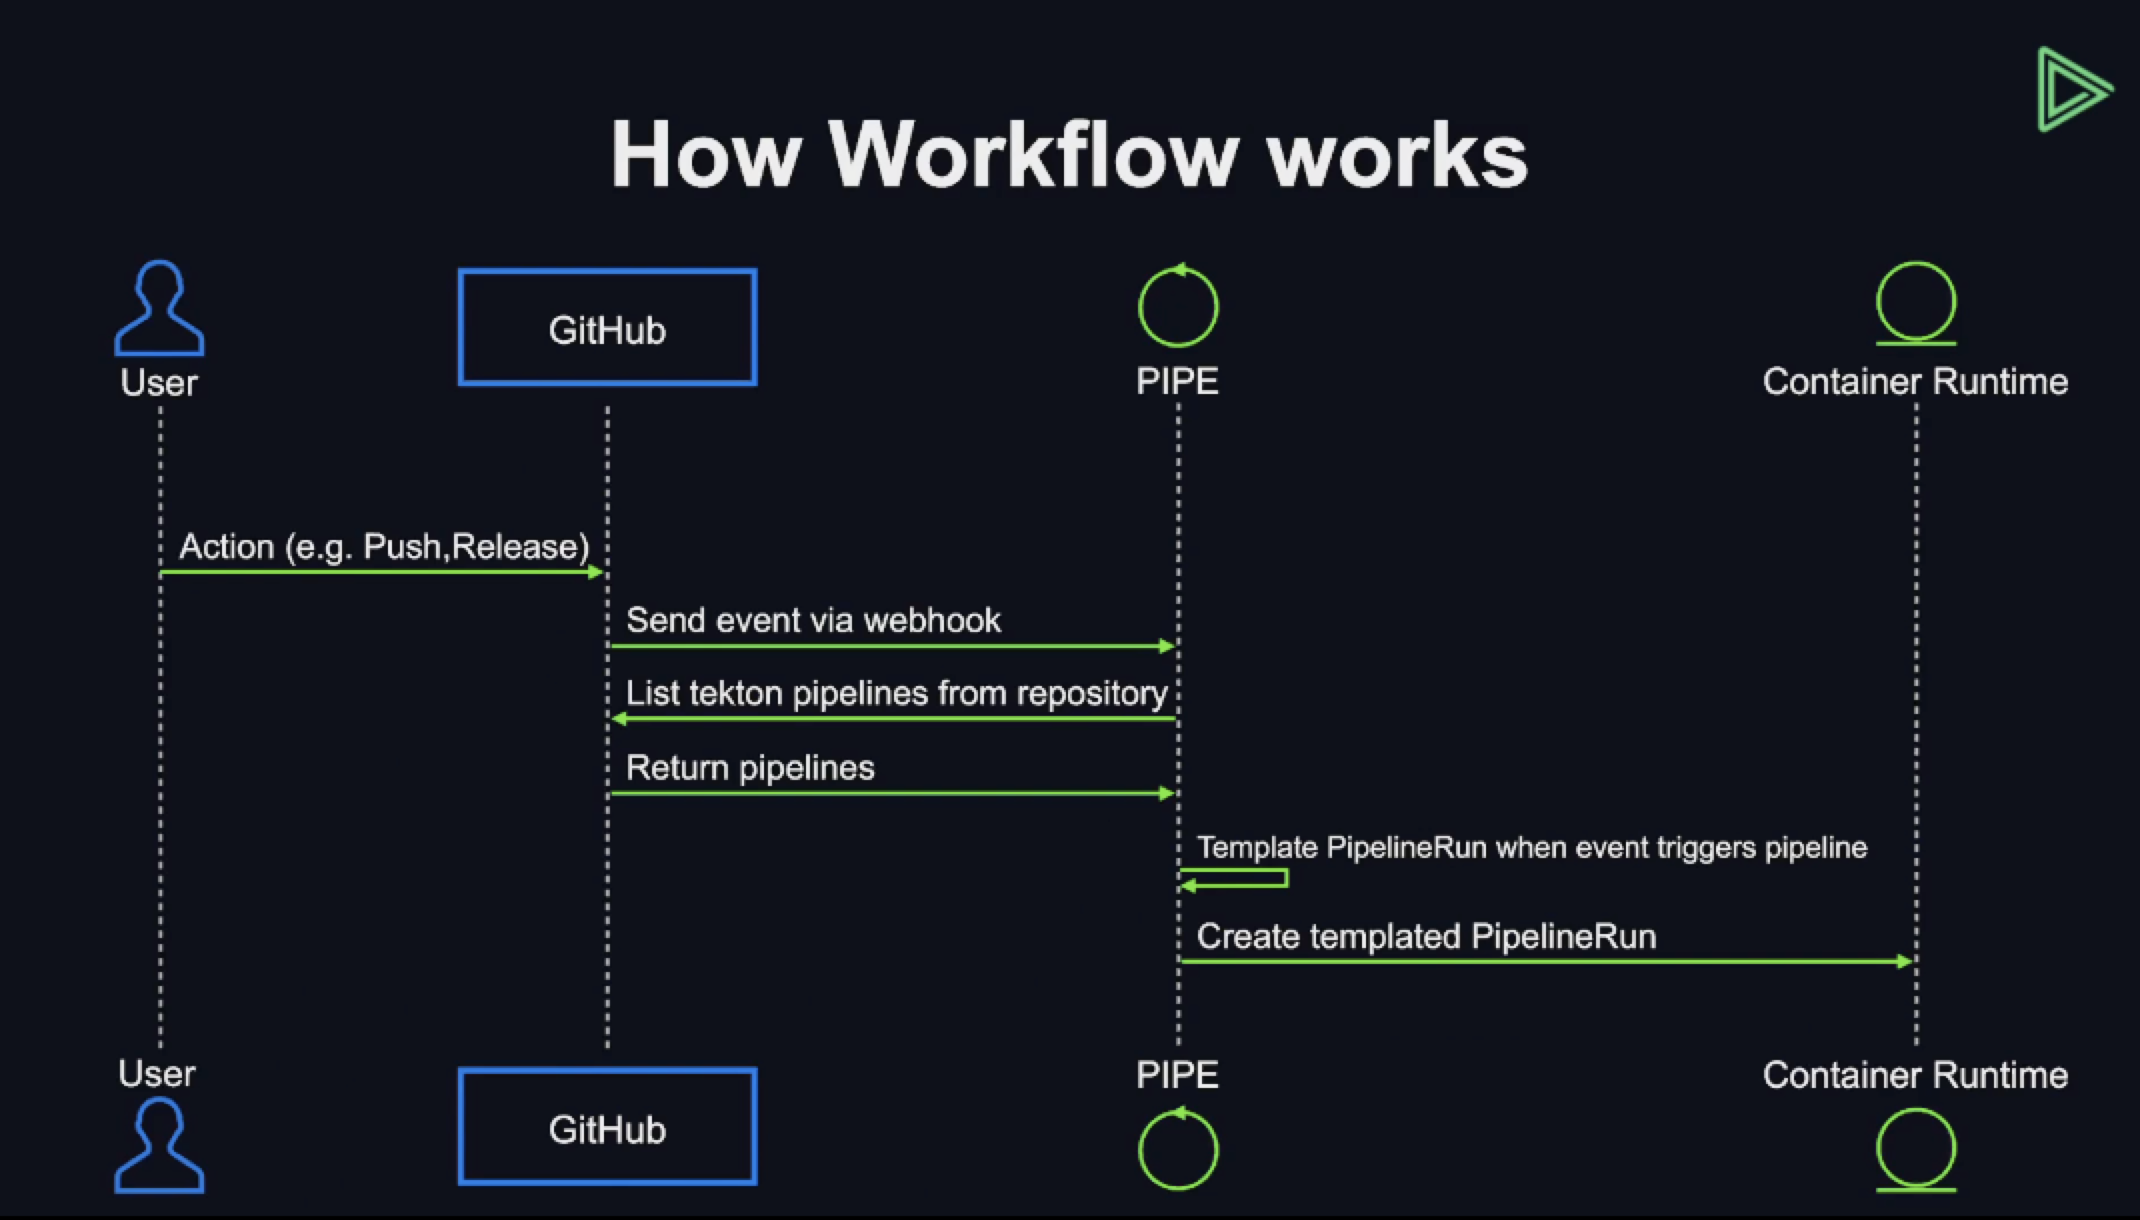 How Workflow works
User
GitHub
PIPE
Container Runtime
Action (e.g. Push,Release)
Send event via webhook
List tekton pipelines from repository
Return pipelines
Template PipelineRun when event triggers pipeline
Create templated PipelineRun
User
GitHub
PIPE
Container Runtime